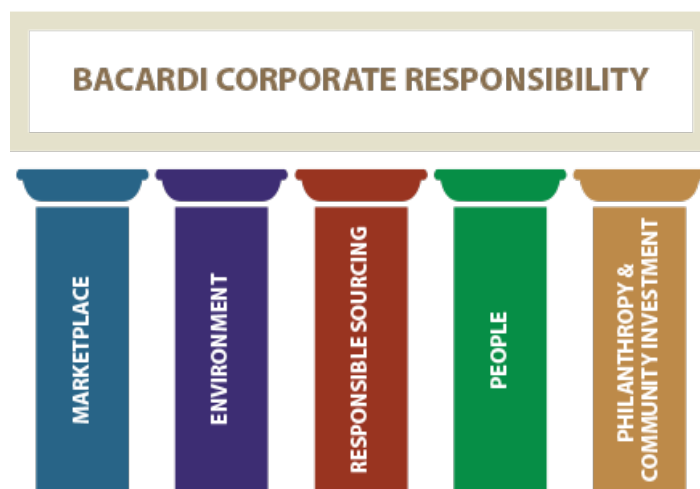 BACARDI CORPORATE RESPONSIBILITY
MARKETPLACE
ENVIRONMENT
RESPONSIBLE SOURCING
PEOPLE
PHILANTHROPY &
COMMUNITY INVESTMENT